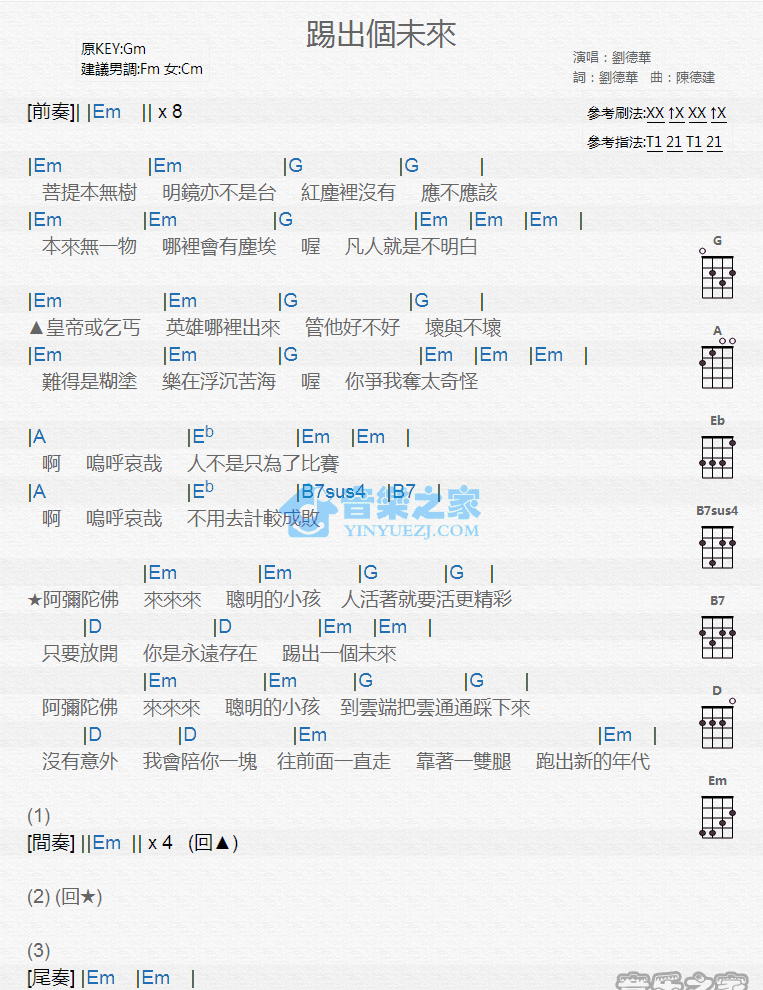 踢出個未來
原KEY:Gm
建議男調:Fm 女:Cm
演唱：劉德華
詞：劉德華 曲：陳德建
[前奏]| |Em || x 8
參考刷法:XX ↑X XX ↑X
參考指法:T1 21 T1 21
|Em |Em |G |G |
菩提本無樹 明鏡亦不是台 紅塵裡沒有 應不應該
|Em |Em |G |Em |Em |Em |
本來無一物 哪裡會有塵埃 喔 凡人就是不明白
|Em |Em |G |G |
▲皇帝或乞丐 英雄哪裡出來 管他好不好 壞與不壞
|Em |Em |G |Em |Em |Em |
難得是糊塗 樂在浮沉苦海 喔 你爭我奪太奇怪
|A |Eb |Em |Em |
啊 嗚呼哀哉 人不是只為了比賽
|A |Eb |B7sus4 |B7 |
啊 嗚呼哀哉 不用去計較成敗
音樂之家
YINYUEZJ.COM
|Em |Em |G |G |
★阿彌陀佛 來來來 聰明的小孩 人活著就要活更精彩
|D |D |Em |Em |
只要放開 你是永遠存在 踢出一個未來
|Em |Em |G |G |
阿彌陀佛 來來來 聰明的小孩 到雲端把雲通通踩下來
|D |D |Em |Em |
沒有意外 我會陪你一塊 往前面一直走 靠著一雙腿 跑出新的年代
(1)
[間奏] ||Em || x 4 (回▲)
(2) (回★)
(3)
[尾奏] |Em |Em |
G
A
Eb
B7sus4
B7
D
Em
音樂之家